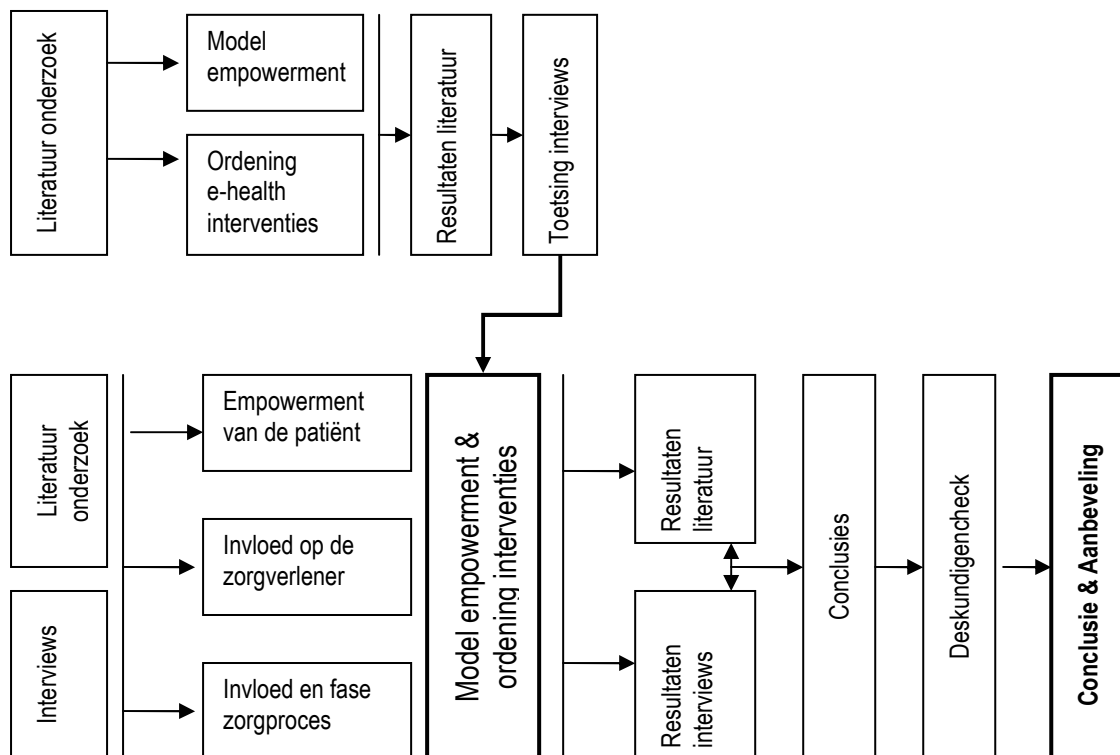 Literatuur onderzoek
Model
empowerment
Ordening
e-health
interventies
Resultaten literatuur
Toetsing interviews
Literatuur
onderzoek
Interviews
Empowerment
van de patiënt
Invloed op de
zorgverlener
Invloed en fase
zorgproces
Model empowerment &
ordening interventies
Resultaten
literatuur
Resultaten
interviews
Conclusies
Deskundigencheck
Conclusie & Aanbeveling